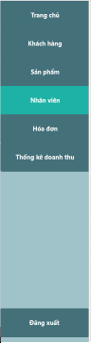 Trang chủ
Khách hàng
Sản phẩm
Nhân viên
Hóa đơn
Thống kê doanh thu
Đăng xuất